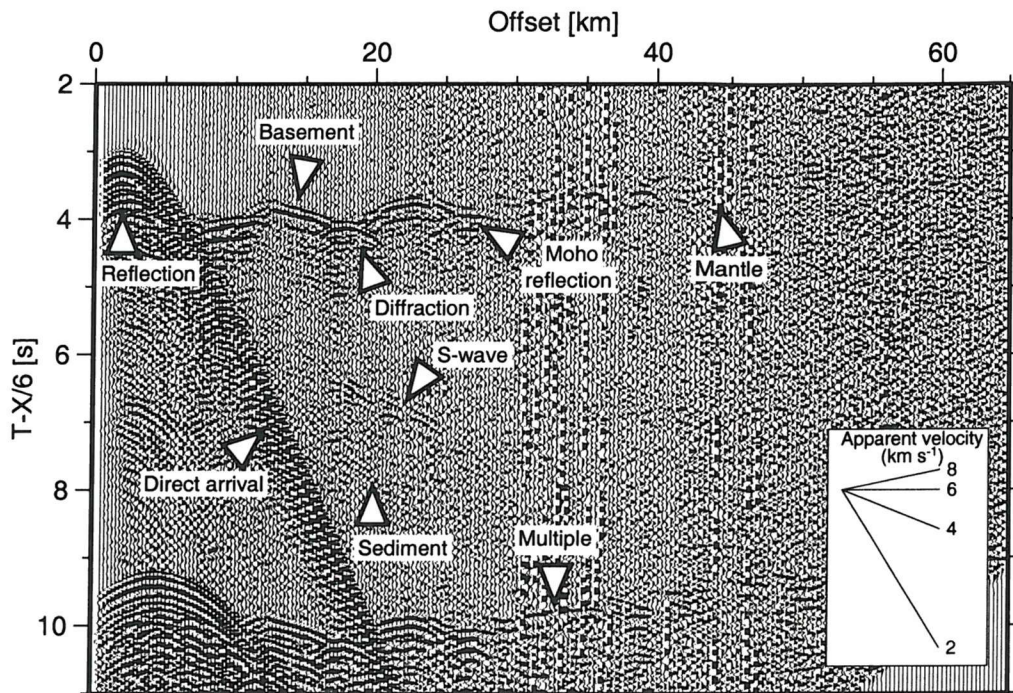 Offset [km]
0 20 40 60
2
4
6
8
10
T-X/6 [s]
Basement
Reflection
Diffraction
Moho
reflection
Mantle
S-wave
Direct arrival
Sediment
Multiple
Apparent velocity
(km s-1)
8
6
4
2